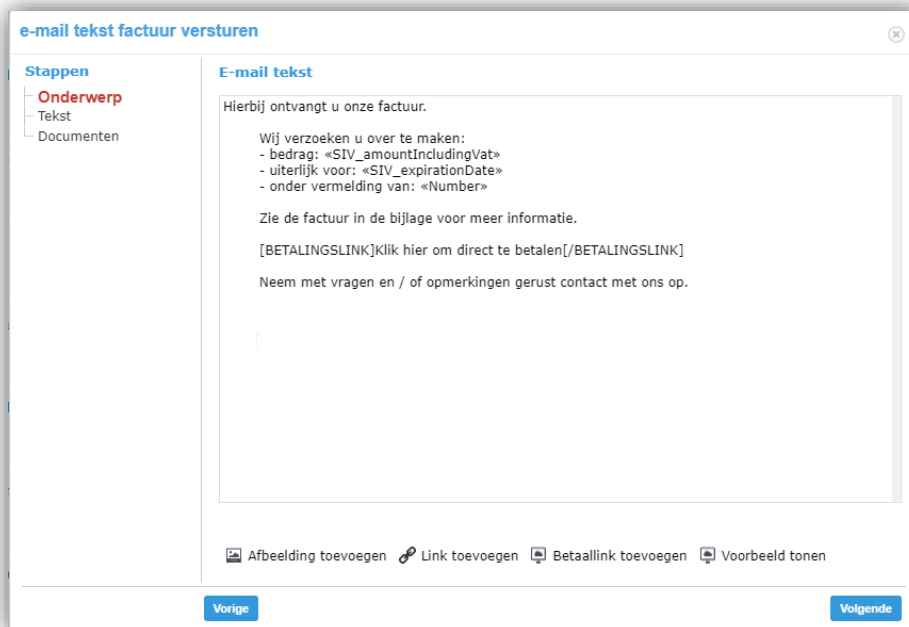 e-mail tekst factuur versturen
Stappen
Onderwerp
Tekst
Documenten
E-mail tekst
Hierbij ontvangt u onze factuur.
Wij verzoeken u over te maken:
- bedrag: «SIV_amountIncludingVat»
- uiterlijk voor: «SIV_expirationDate»
- onder vermelding van: «Number»
Zie de factuur in de bijlage voor meer informatie.
[BETALINGSLINK]Klik hier om direct te betalen[/BETALINGSLINK]
Neem met vragen en / of opmerkingen gerust contact met ons op.
Afbeelding toevoegen Link toevoegen Betaallink toevoegen Voorbeeld tonen
Vorige Volgende